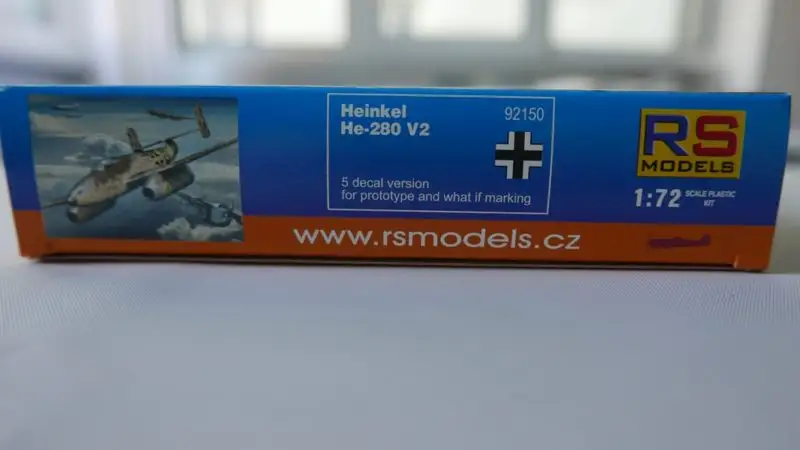 Heinkel
He-280 V2
92150
5 decal version
for prototype and what if marking
RS
MODELS
1:72 SCALE PLASTIC
KIT
www.rsmodels.cz